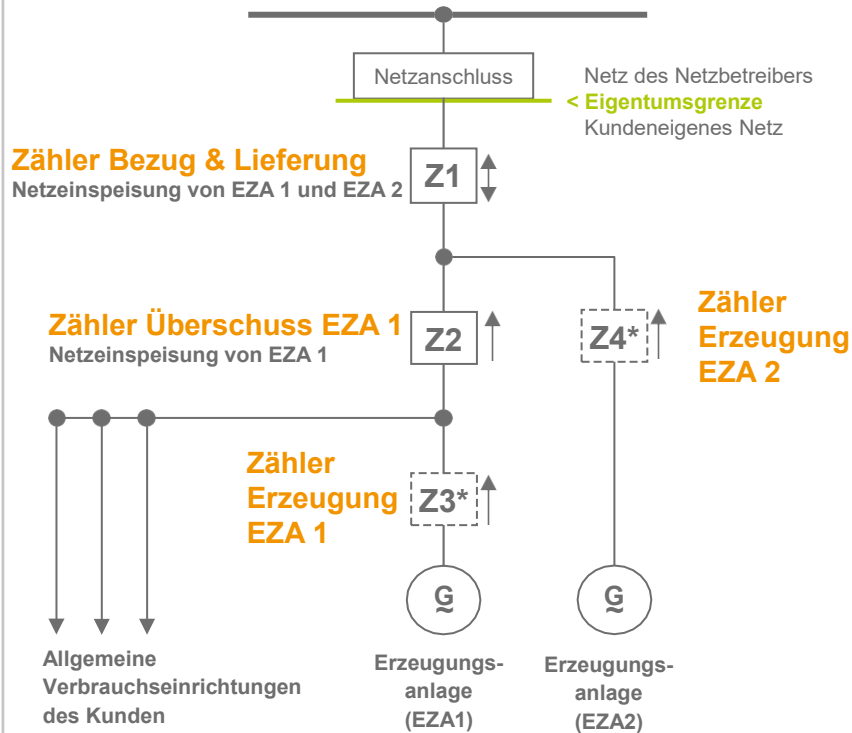 Netzanschluss
Netz des Netzbetreibers
< Eigentumsgrenze
Kundeneigenes Netz
Zähler Bezug & Lieferung
Netzeinspeisung von EZA 1 und EZA 2
Z1
Zähler Überschuss EZA 1
Netzeinspeisung von EZA 1
Z2
Z4*
Zähler
Erzeugung
EZA 2
Zähler
Erzeugung
EZA 1
Z3*
G
~
G
~
Allgemeine
Verbrauchseinrichtungen
des Kunden
Erzeugungs-
anlage
(EZA1)
Erzeugungs-
anlage
(EZA2)